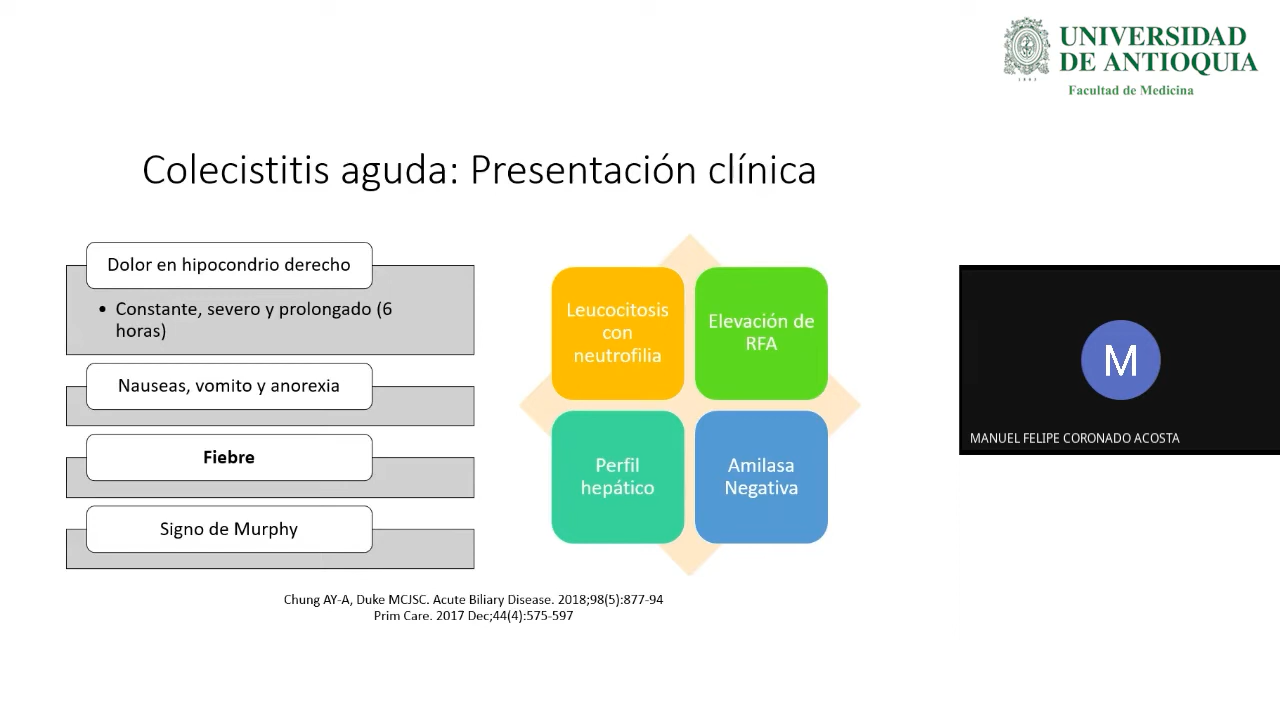 UNIVERSIDAD
DE ANTIOQUIA
1803
Facultad de Medicina
Colecistitis aguda: Presentación clínica
Dolor en hipocondrio derecho
• Constante, severo y prolongado (6
horas)
Nauseas, vomito y anorexia
Fiebre
Signo de Murphy
Leucocitosis
con
neutrofilia
Elevación de
RFA
Perfil
hepático
Amilasa
Negativa
M
MANUEL FELIPE CORONADO ACOSTA
Chung AY-A, Duke MCJSC. Acute Biliary Disease. 2018;98(5):877-94
Prim Care. 2017 Dec;44(4):575-597